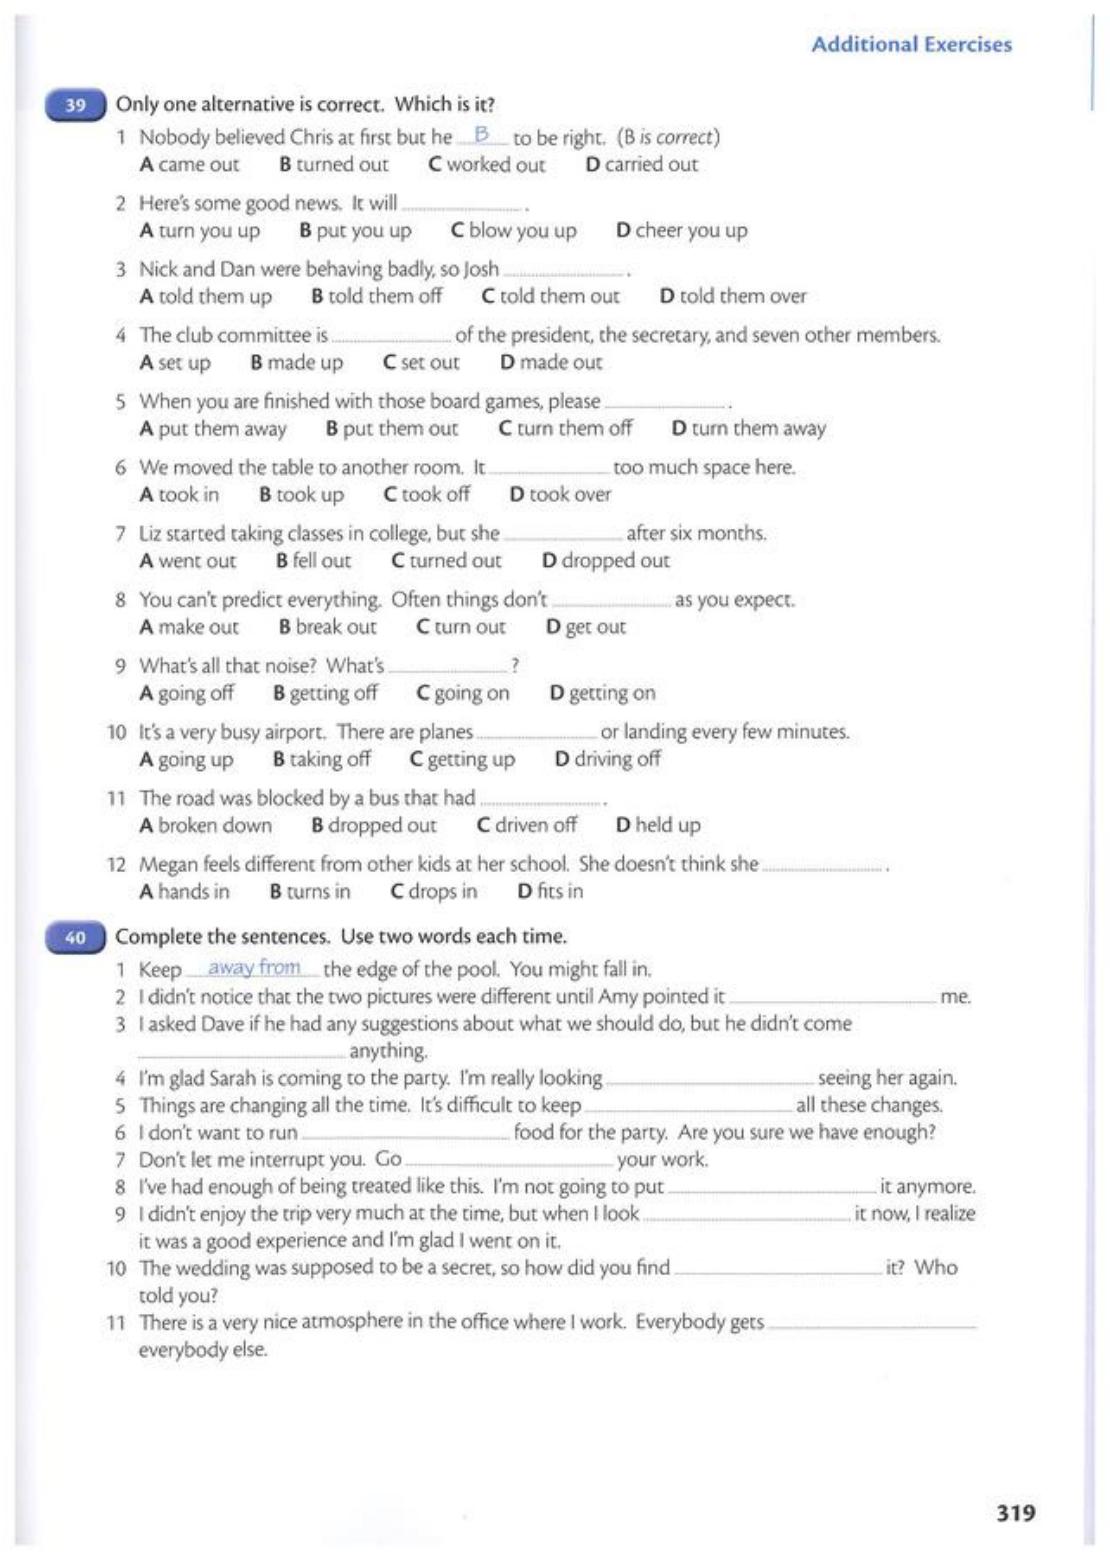 Additional Exercises
39 Only one alternative is correct. Which is it?
1 Nobody believed Chris at first but he B to be right. (B is correct)
A came out B turned out C worked out D carried out
2 Here's some good news. It will .
A turn you up B put you up C blow you up D cheer you up
3 Nick and Dan were behaving badly, so Josh .
A told them up B told them off C told them out D told them over
4 The club committee is of the president, the secretary, and seven other members.
A set up B made up C set out D made out
5 When you are finished with those board games, please .
A put them away B put them out C turn them off D turn them away
6 We moved the table to another room. It too much space here.
A took in B took up C took off D took over
7 Liz started taking classes in college, but she after six months.
A went out B fell out C turned out D dropped out
8 You can't predict everything. Often things don't as you expect.
A make out B break out C turn out D get out
9 What's all that noise? What's ?
A going off B getting off C going on D getting on
10 It's a very busy airport. There are planes or landing every few minutes.
A going up B taking off C getting up D driving off
11 The road was blocked by a bus that had .
A broken down B dropped out C driven off D held up
12 Megan feels different from other kids at her school. She doesn't think she .
A hands in B turns in C drops in D fits in
40 Complete the sentences. Use two words each time.
1 Keep away from the edge of the pool. You might fall in.
2 I didn't notice that the two pictures were different until Amy pointed it me.
3 I asked Dave if he had any suggestions about what we should do, but he didn't come
anything.
4 I'm glad Sarah is coming to the party. I'm really looking seeing her again.
5 Things are changing all the time. It's difficult to keep all these changes.
6 I don't want to run food for the party. Are you sure we have enough?
7 Don't let me interrupt you. Go your work.
8 I've had enough of being treated like this. I'm not going to put it anymore.
9 I didn't enjoy the trip very much at the time, but when I look it now, I realize
it was a good experience and I'm glad I went on it.
10 The wedding was supposed to be a secret, so how did you find it? Who
told you?
11 There is a very nice atmosphere in the office where I work. Everybody gets
everybody else.
319